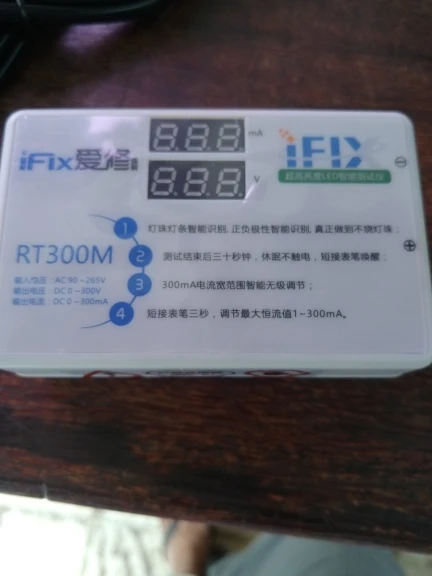 8.8.8. mA
iFix爱修 iFIX
8.8.8. V
超高亮度LED智能测试仪
1 灯珠灯条智能识别, 正负极性智能识别, 真正做到不烧灯珠;
RT300M
2 测试结束后三十秒钟, 休眠不触电, 短接表笔唤醒;
输入电压: AC 90~265V
输出电压: DC 0~300V
输出电流: DC 0~300mA
3 300mA电流宽范围智能无级调节;
4 短接表笔三秒, 调节最大恒流值1~300mA。